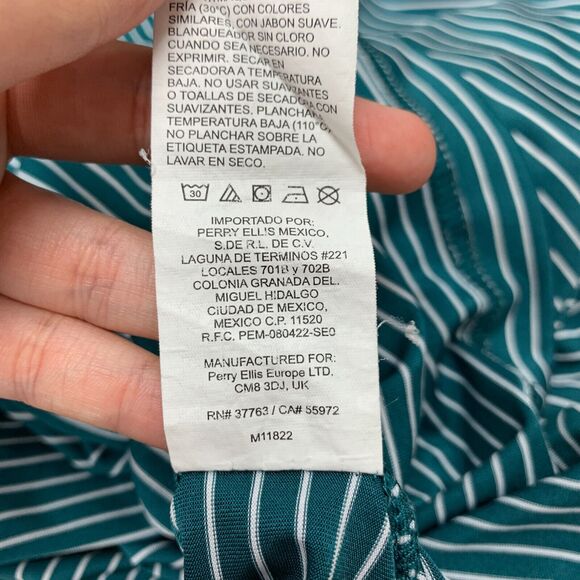 FRÍA (30°C) CON COLORES
SIMILARES, CON JABON SUAVE.
BLANQUEADOR SIN CLORO
CUANDO SEA NECESARIO. NO
EXPRIMIR. SECAR EN
SECADORA A TEMPERATURA
BAJA. NO USAR SUAVIZANTES
O TOALLAS DE SECADORA CON
SUAVIZANTES. PLANCHAR
TEMPERATURA BAJA (110°C)
NO PLANCHAR SOBRE LA
ETIQUETA ESTAMPADA. NO
LAVAR EN SECO.
30
IMPORTADO POR:
PERRY ELLIS MEXICO,
S.DE R.L. DE C.V.
LAGUNA DE TERMINOS #221
LOCALES 701B y 702B
COLONIA GRANADA DEL.
MIGUEL HIDALGO
CIUDAD DE MEXICO,
MEXICO C.P. 11520
R.F.C. PEM-080422-SE0
MANUFACTURED FOR:
Perry Ellis Europe LTD.
CM8 3DJ, UK
RN# 37763 / CA# 55972
M11822